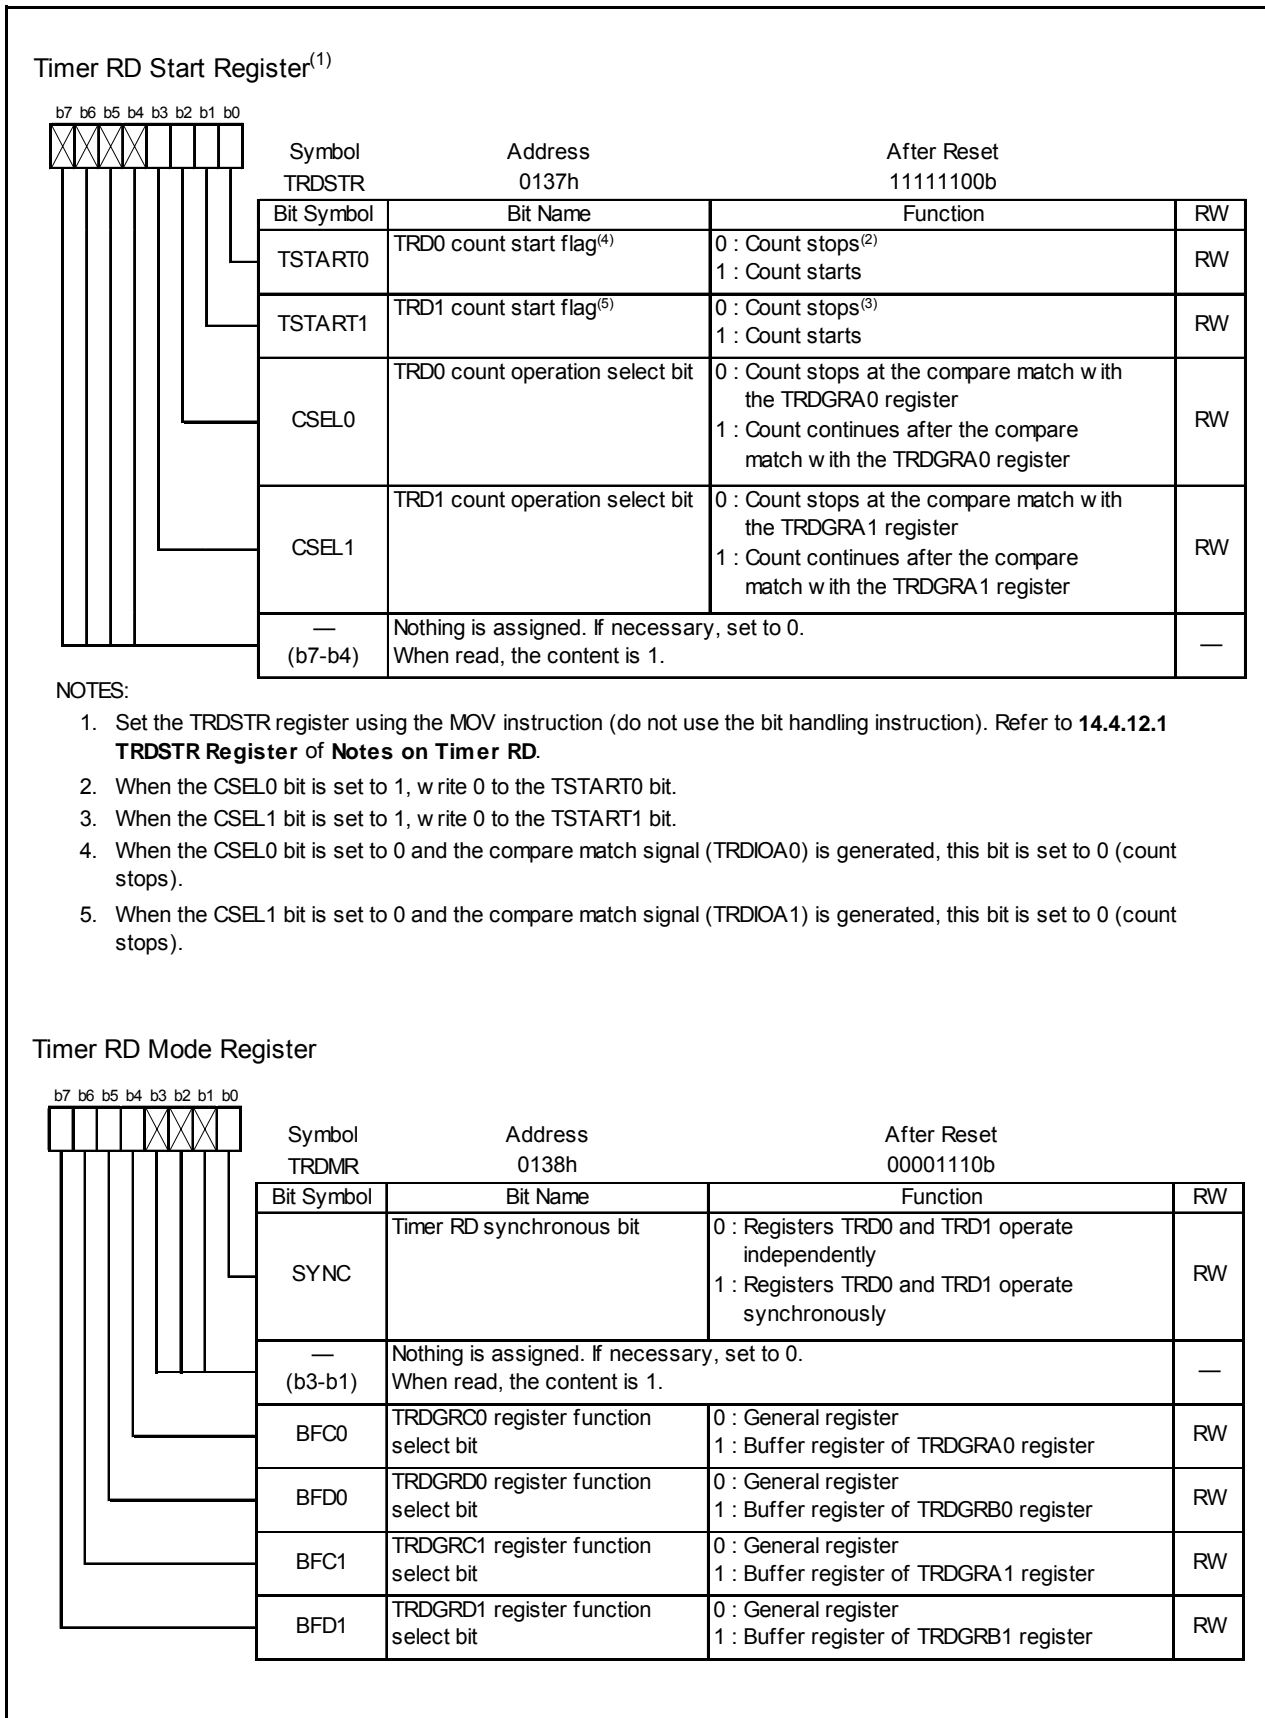 Timer RD Start Register(1)
b7 b6 b5 b4 b3 b2 b1 b0
Symbol Address After Reset
TRDSTR 0137h 11111100b
Bit Symbol Bit Name Function RW
TSTART0 TRD0 count start flag(4) 0 : Count stops(2) RW
1 : Count starts
TSTART1 TRD1 count start flag(5) 0 : Count stops(3) RW
1 : Count starts
CSEL0 TRD0 count operation select bit 0 : Count stops at the compare match with RW
the TRDGRA0 register
1 : Count continues after the compare
match with the TRDGRA0 register
CSEL1 TRD1 count operation select bit 0 : Count stops at the compare match with RW
the TRDGRA1 register
1 : Count continues after the compare
match with the TRDGRA1 register
— Nothing is assigned. If necessary, set to 0. —
(b7-b4) When read, the content is 1.
NOTES:
1. Set the TRDSTR register using the MOV instruction (do not use the bit handling instruction). Refer to 14.4.12.1
TRDSTR Register of Notes on Timer RD.
2. When the CSEL0 bit is set to 1, write 0 to the TSTART0 bit.
3. When the CSEL1 bit is set to 1, write 0 to the TSTART1 bit.
4. When the CSEL0 bit is set to 0 and the compare match signal (TRDIOA0) is generated, this bit is set to 0 (count
stops).
5. When the CSEL1 bit is set to 0 and the compare match signal (TRDIOA1) is generated, this bit is set to 0 (count
stops).
Timer RD Mode Register
b7 b6 b5 b4 b3 b2 b1 b0
Symbol Address After Reset
TRDMR 0138h 00001110b
Bit Symbol Bit Name Function RW
SYNC Timer RD synchronous bit 0 : Registers TRD0 and TRD1 operate RW
independently
1 : Registers TRD0 and TRD1 operate
synchronously
— Nothing is assigned. If necessary, set to 0. —
(b3-b1) When read, the content is 1.
BFC0 TRDGRC0 register function 0 : General register RW
select bit 1 : Buffer register of TRDGRA0 register
BFD0 TRDGRD0 register function 0 : General register RW
select bit 1 : Buffer register of TRDGRB0 register
BFC1 TRDGRC1 register function 0 : General register RW
select bit 1 : Buffer register of TRDGRA1 register
BFD1 TRDGRD1 register function 0 : General register RW
select bit 1 : Buffer register of TRDGRB1 register